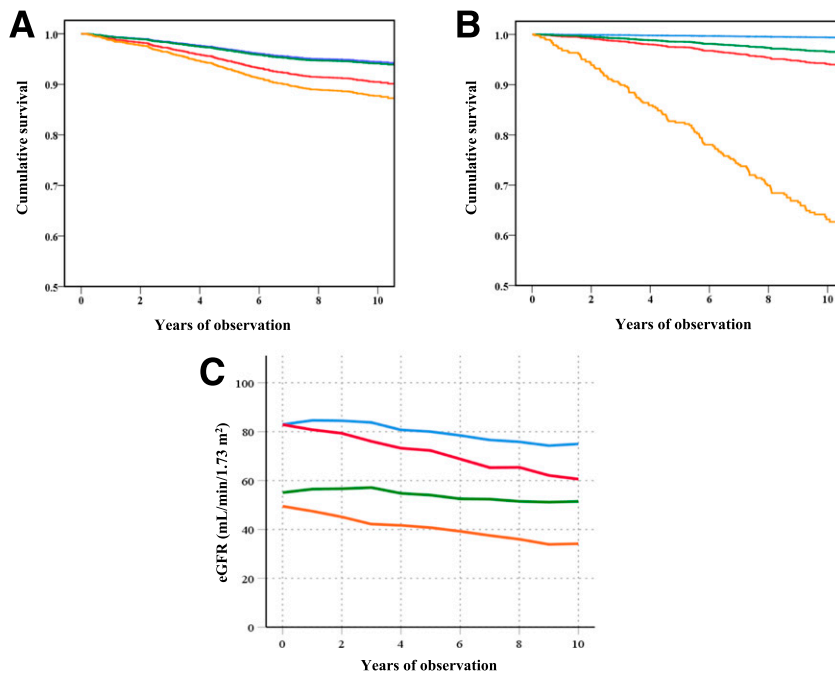 A
Cumulative survival
1.0
0.9
0.8
0.7
0.6
0.5
0 2 4 6 8 10
Years of observation
B
Cumulative survival
1.0
0.9
0.8
0.7
0.6
0.5
0 2 4 6 8 10
Years of observation
C
eGFR (mL/min/1.73 m²)
100
80
60
40
20
0
0 2 4 6 8 10
Years of observation